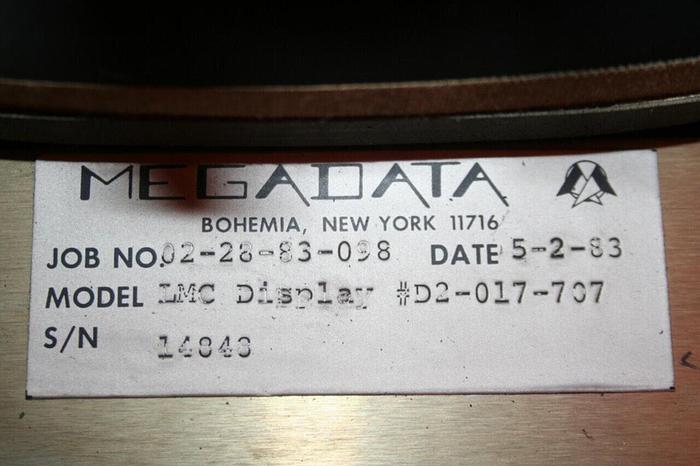 MEGADATA
BOHEMIA, NEW YORK 11716
JOB NO. 02-28-83-098 DATE 5-2-83
MODEL LMC Display #D2-017-707
S/N 14843